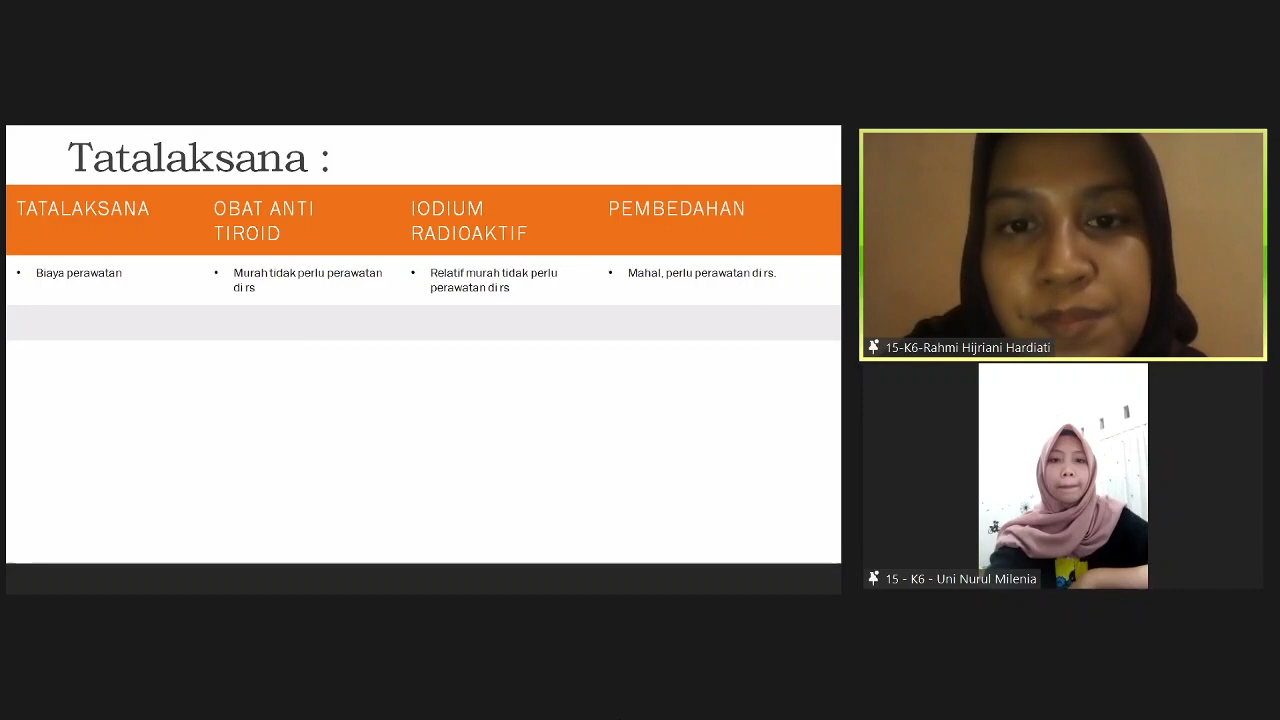 Tatalaksana :
TATALAKSANA
OBAT ANTI
TIROID
IODIUM
RADIOAKTIF
PEMBEDAHAN
• Biaya perawatan
• Murah tidak perlu perawatan
di rs
• Relatif murah tidak perlu
perawatan di rs
• Mahal, perlu perawatan di rs.
15-K6-Rahmi Hijriani Hardiati
15 - K6 - Uni Nurul Milenia